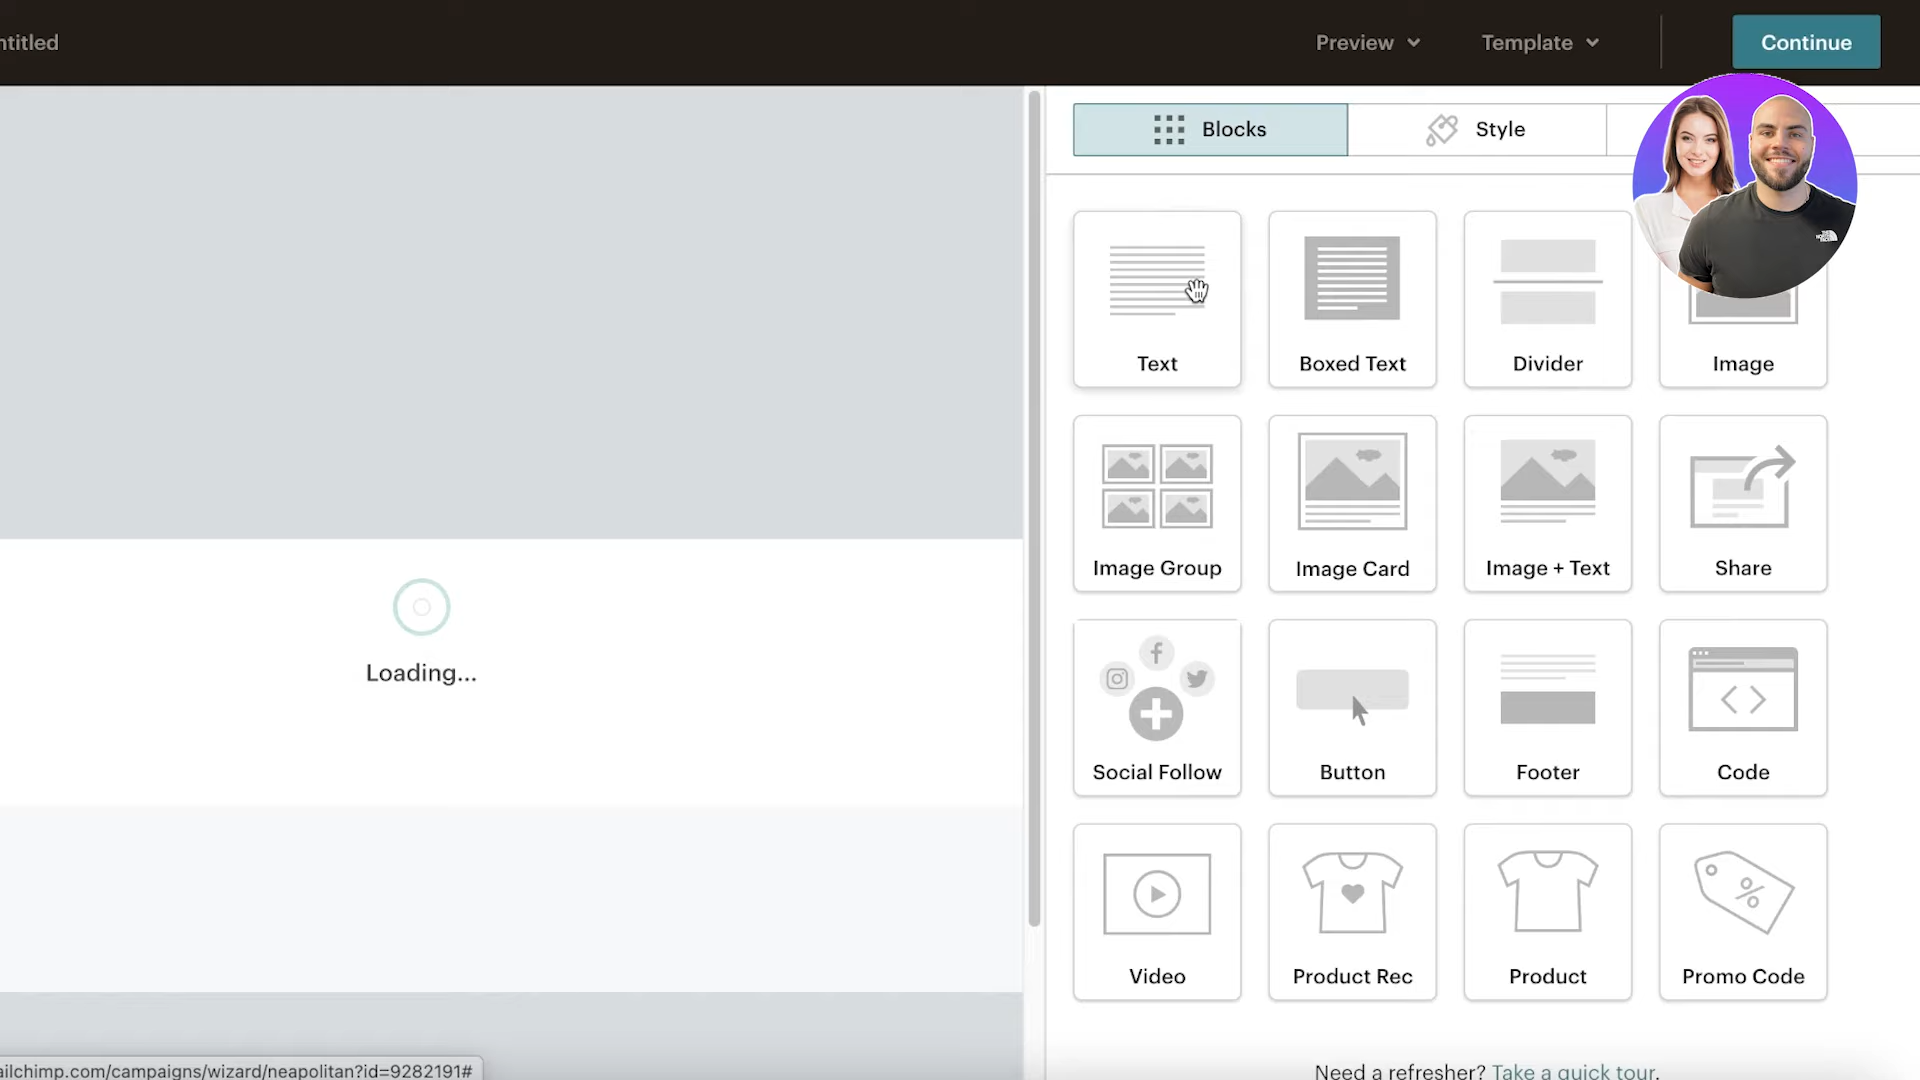 ntitled
Preview
Template
Continue
Blocks
Style
Text
Boxed Text
Divider
Image
Image Group
Image Card
Image + Text
Share
Loading...
Social Follow
Button
Footer
Code
Video
Product Rec
Product
Promo Code
ailchimp.com/campaigns/wizard/neapolitan?id=9282191#
Need a refresher? Take a quick tour.